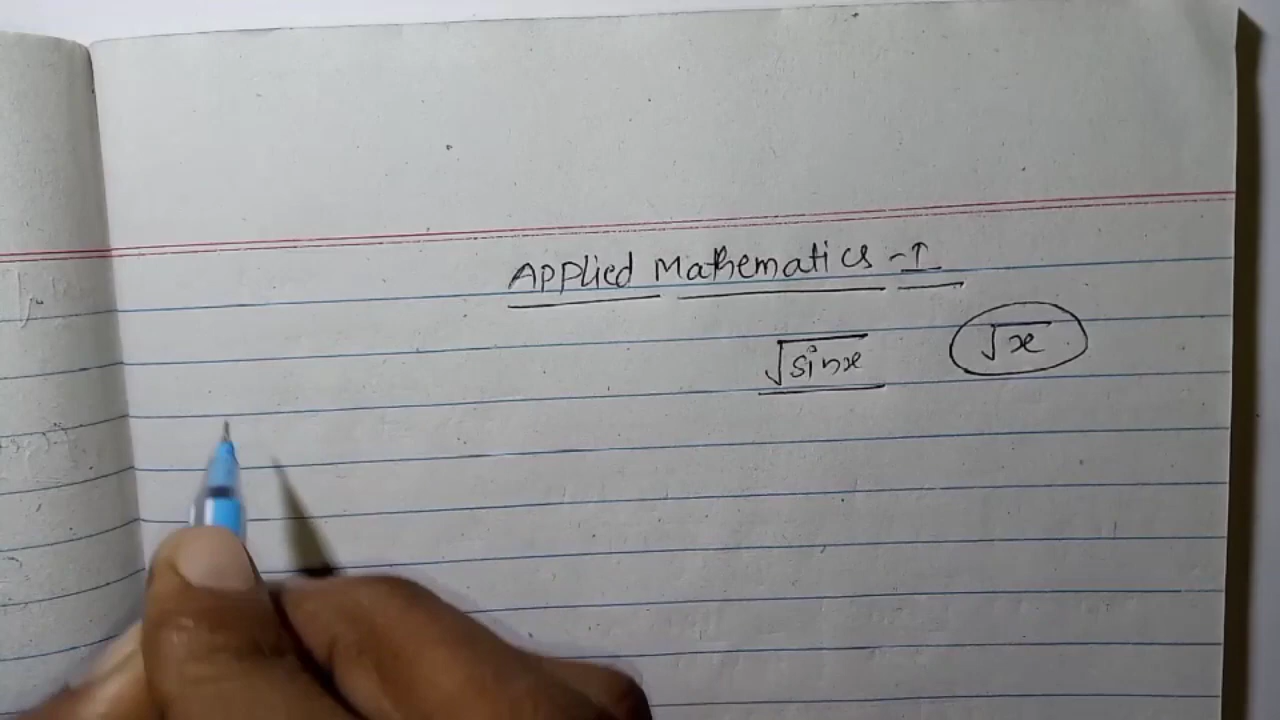 Applied Mathematics - I
√sinx √x